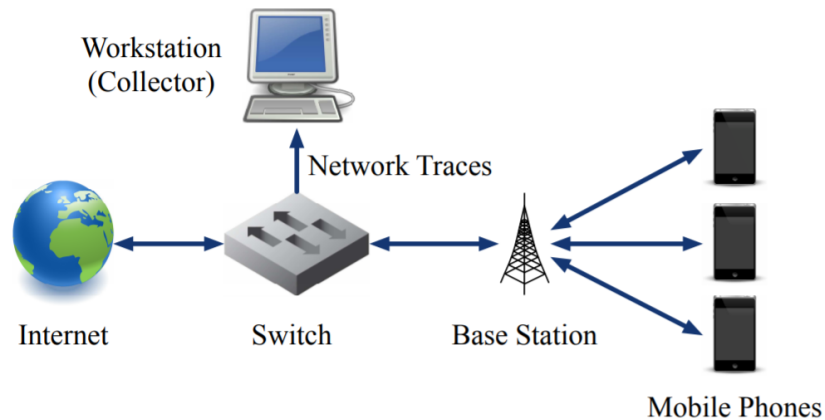 Workstation
(Collector)
Network Traces
Internet
Switch
Base Station
Mobile Phones